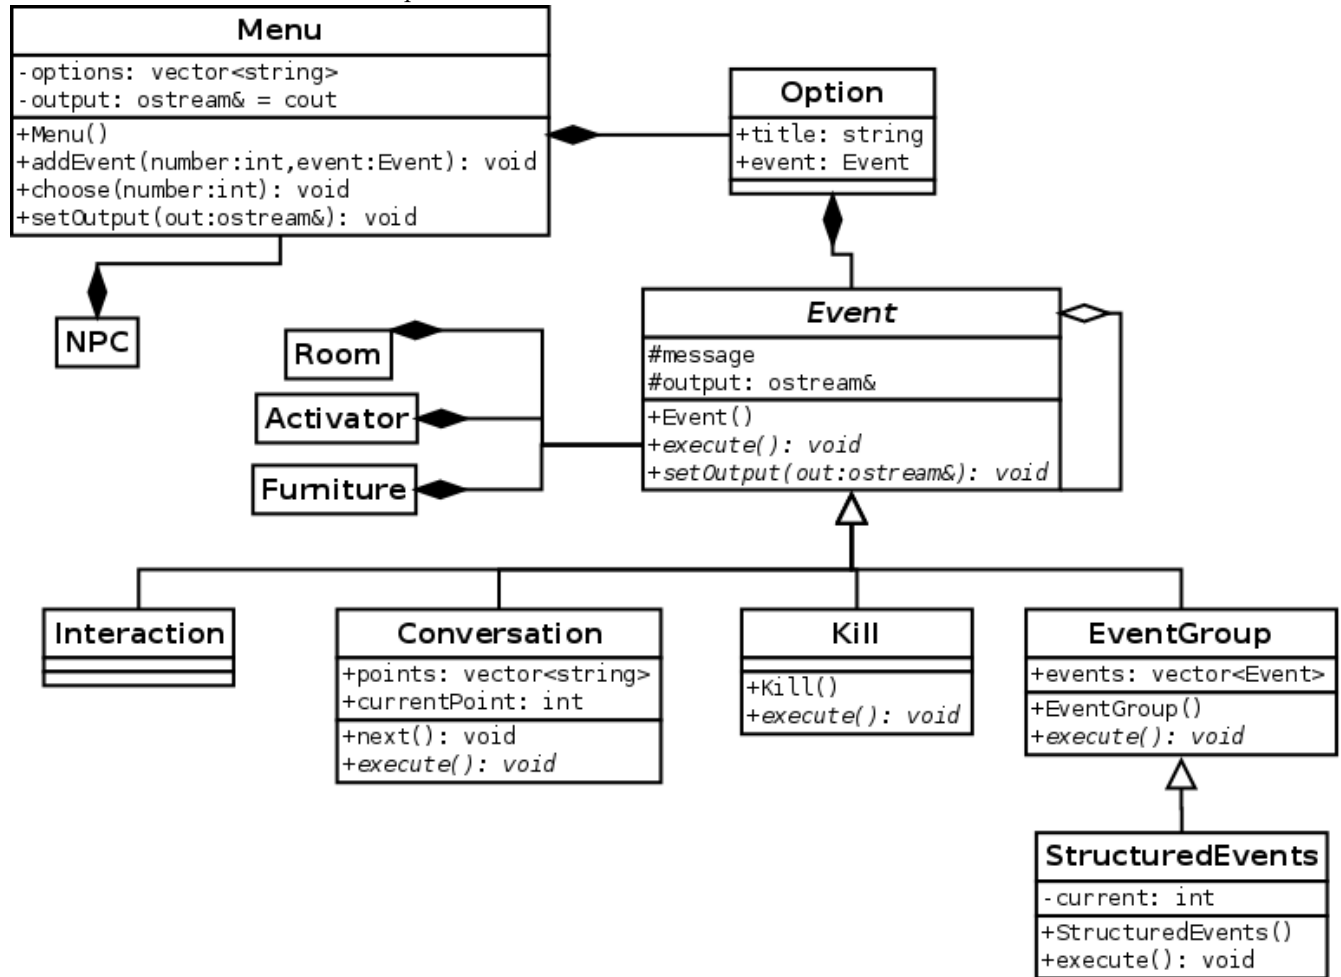 Menu
-options: vector<string>
-output: ostream& = cout
+Menu()
+addEvent(number:int,event:Event): void
+choose(number:int): void
+setOutput(out:ostream&): void
Option
+title: string
+event: Event
NPC
Room
Activator
Furniture
Event
#message
#output: ostream&
+Event()
+execute(): void
+setOutput(out:ostream&): void
Interaction
Conversation
+points: vector<string>
+currentPoint: int
+next(): void
+execute(): void
Kill
+Kill()
+execute(): void
EventGroup
+events: vector<Event>
+EventGroup()
+execute(): void
StructuredEvents
-current: int
+StructuredEvents()
+execute(): void